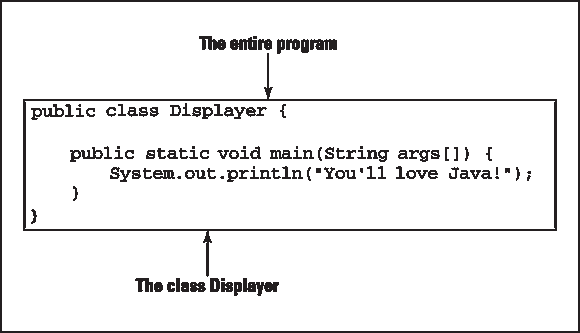 The entire program
public class Displayer {
public static void main(String args[]) {
System.out.println("You'll love Java!");
}
}
The class Displayer